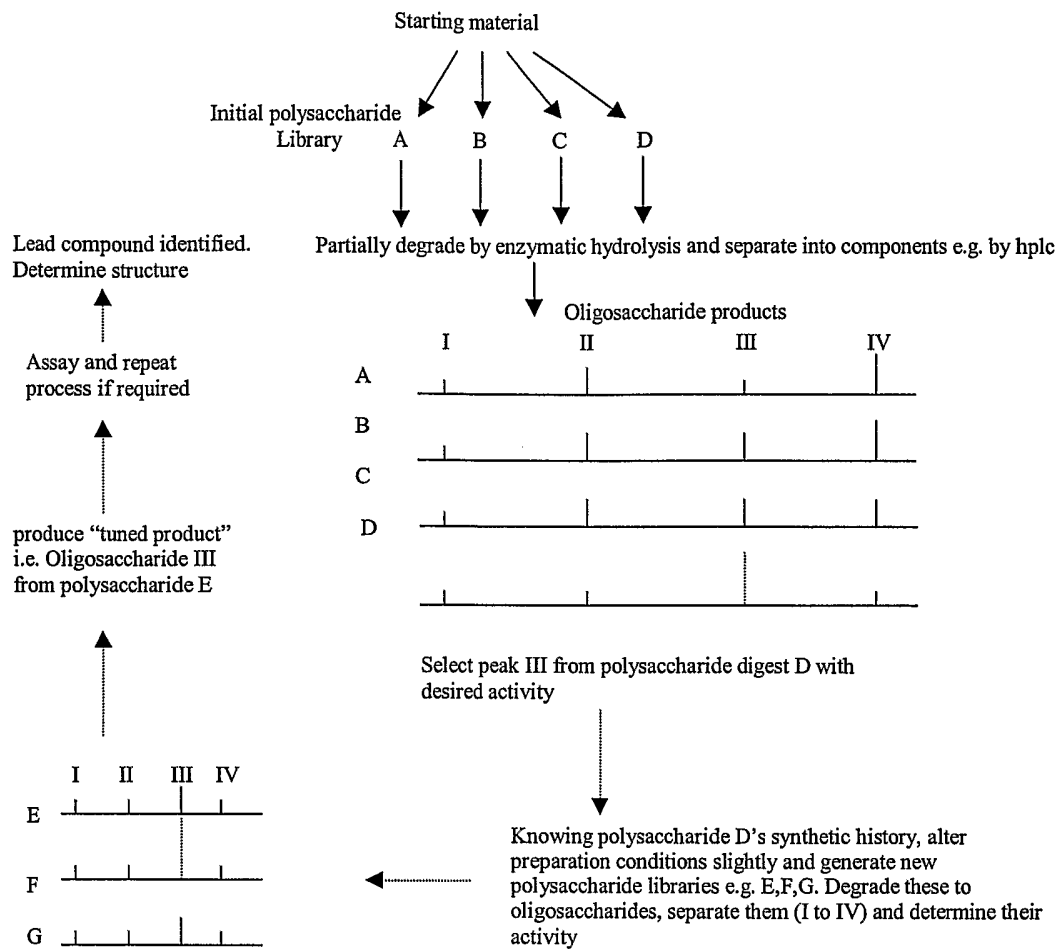 Starting material
Initial polysaccharide
Library
A B C D
Partially degrade by enzymatic hydrolysis and separate into components e.g. by hplc
Oligosaccharide products
I II III IV
A
B
C
D
Select peak III from polysaccharide digest D with
desired activity
Knowing polysaccharide D's synthetic history, alter
preparation conditions slightly and generate new
polysaccharide libraries e.g. E,F,G. Degrade these to
oligosaccharides, separate them (I to IV) and determine their
activity
I II III IV
E
F
G
produce “tuned product”
i.e. Oligosaccharide III
from polysaccharide E
Assay and repeat
process if required
Lead compound identified.
Determine structure